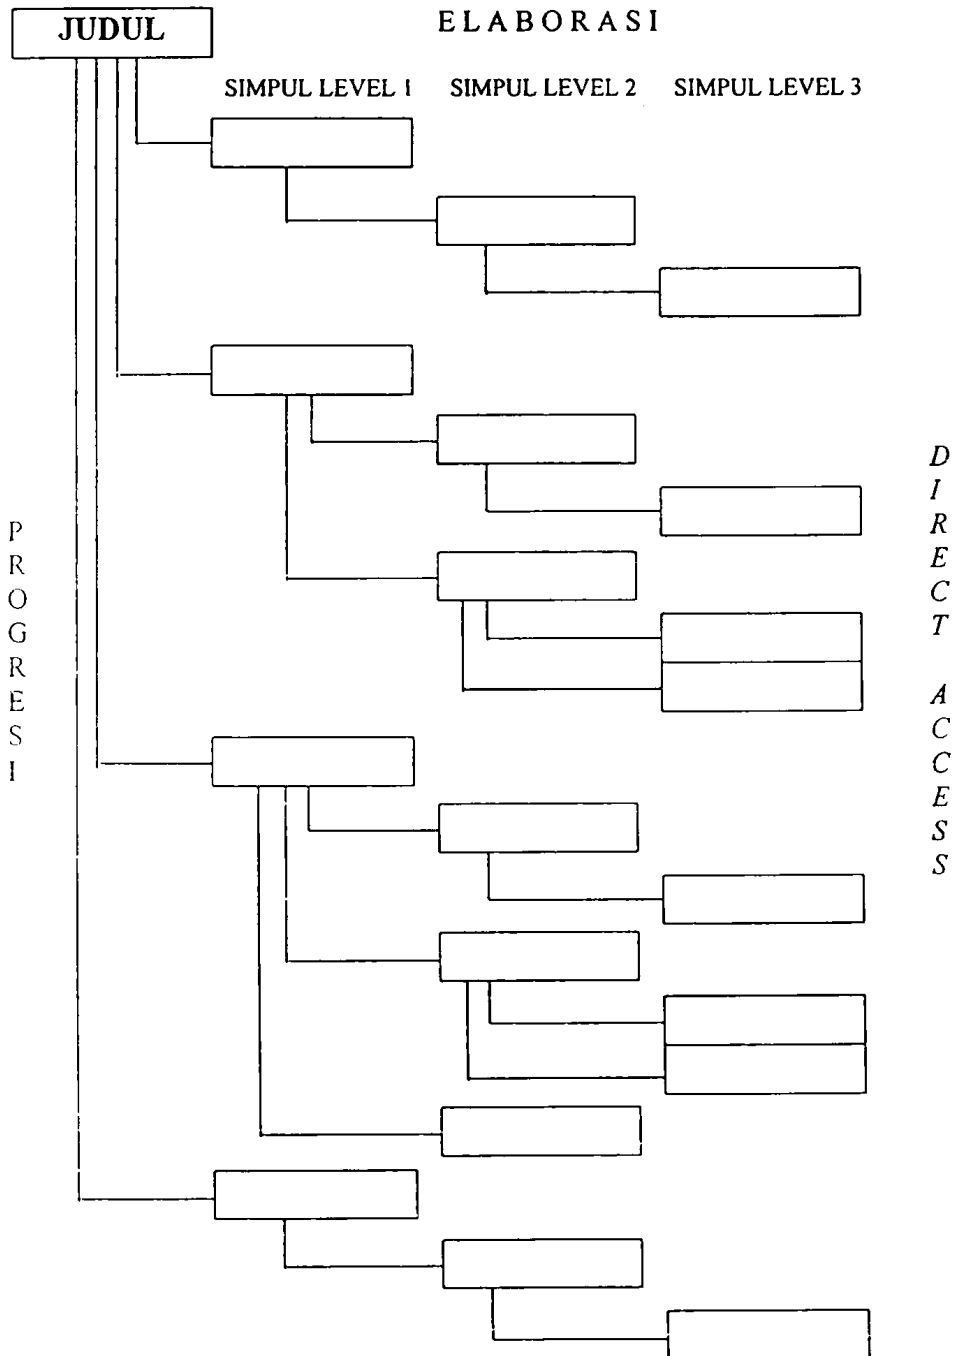 ELABORASI
JUDUL
SIMPUL LEVEL 1 SIMPUL LEVEL 2 SIMPUL LEVEL 3
PROGRESI
DIRECT ACCESS